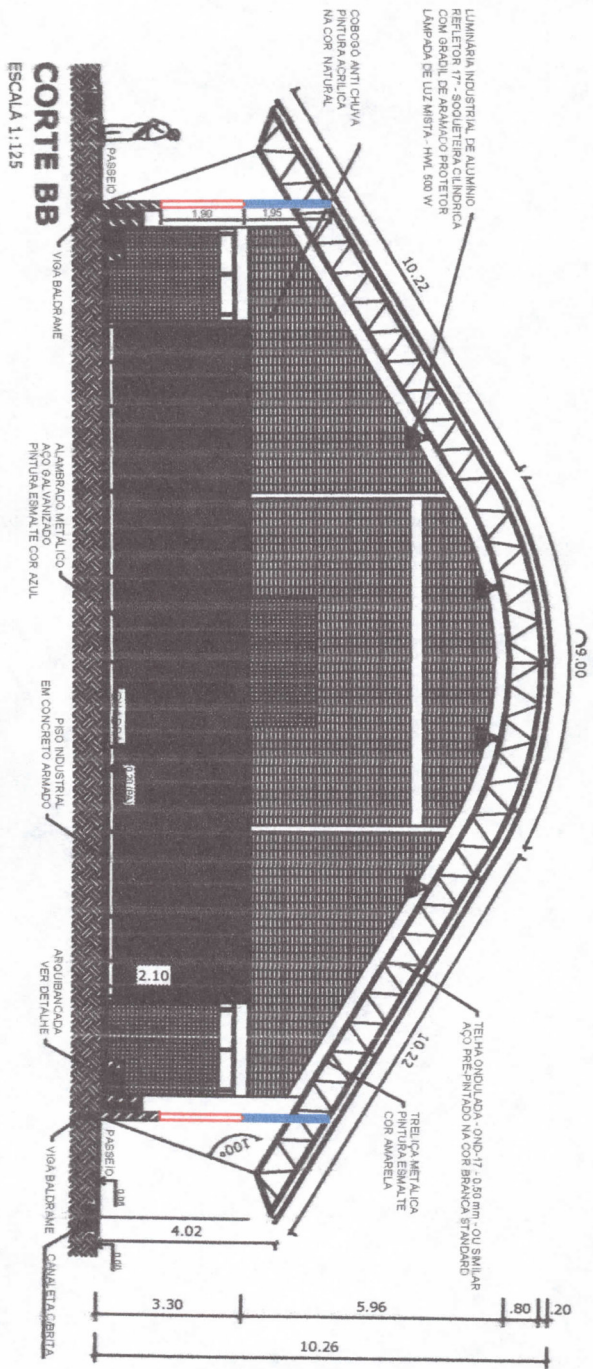 LUMINÁRIA INDUSTRIAL DE ALUMÍNIO
REFLETOR 17" - SOQUETEIRA CILÍNDRICA
COM GRADIL DE ARAMADO PROTETOR
LÂMPADA DE LUZ MISTA - HWL 500 W
COBOGÓ ANTI CHUVA
PINTURA ACRÍLICA
NA COR NATURAL
10.22
9.00
10.22
TELHA ONDULADA - OND-17 - 0,50 mm - OU SIMILAR
AÇO PRÉ-PINTADO NA COR BRANCA STANDARD
TRELIÇA METÁLICA
PINTURA ESMALTE
COR AMARELA
1,90
1,95
2.10
100°
4.02
3.30
5.96
.80
.20
10.26
PASSEIO
PASSEIO
0.00
VIGA BALDRAME
ALAMBRADO METÁLICO
AÇO GALVANIZADO
PINTURA ESMALTE COR AZUL
PISO INDUSTRIAL
EM CONCRETO ARMADO
ARQUIBANCADA
VER DETALHE
VIGA BALDRAME
CANALETA C/BRITA
CORTE BB
ESCALA 1:125